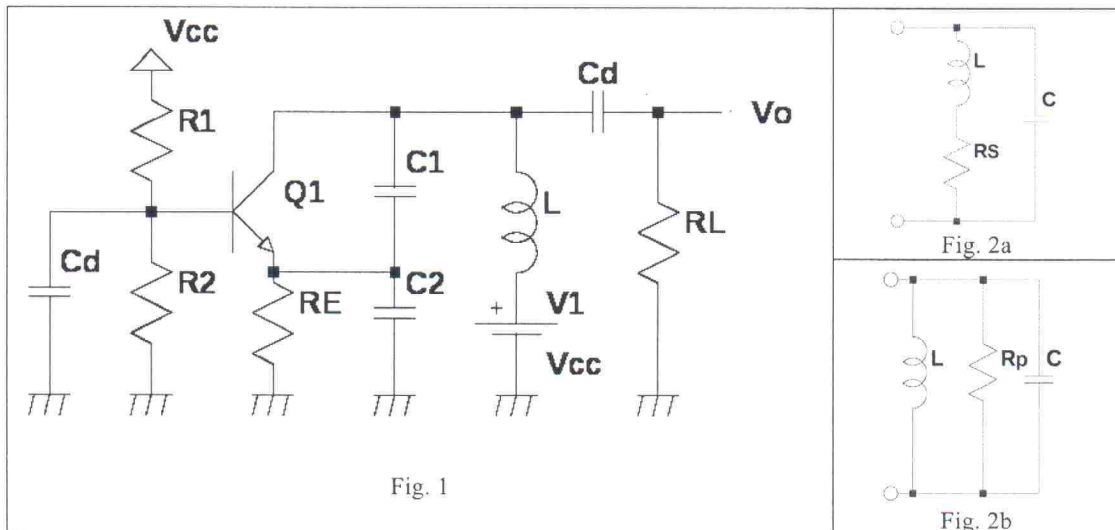 Vcc
R1
Q1
Cd
R2
RE
C1
C2
L
V1
+
Vcc
Cd
RL
Vo
Fig. 1
L
C
RS
Fig. 2a
L
Rp
C
Fig. 2b